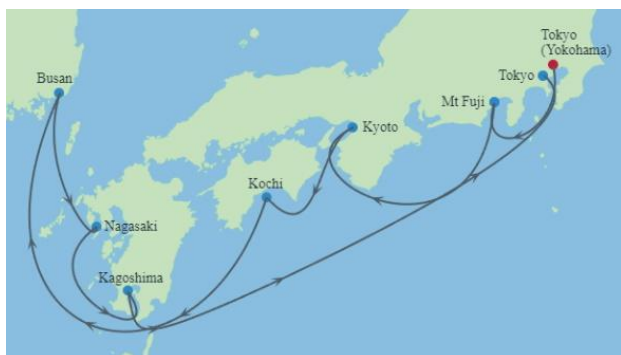 Tokyo
(Yokohama)
Tokyo
Busan
Mt Fuji
Kyoto
Kochi
Nagasaki
Kagoshima